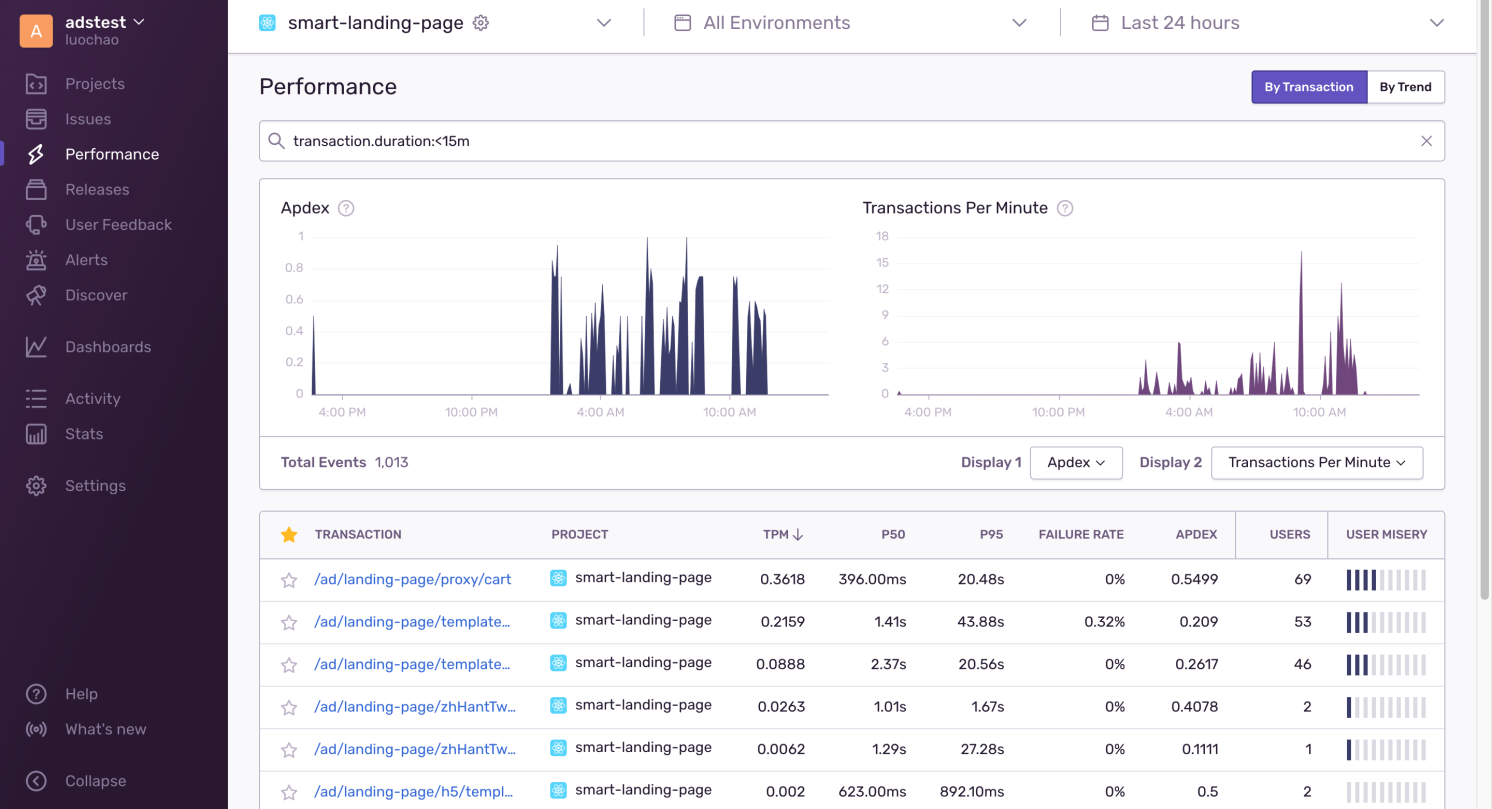 A
adstest
luochao
Projects
Issues
Performance
Releases
User Feedback
Alerts
Discover
Dashboards
Activity
Stats
Settings
Help
What's new
Collapse
smart-landing-page All Environments Last 24 hours
Performance By Transaction By Trend
transaction.duration:<15m
Apdex ?
1
0.8
0.6
0.4
0.2
0
4:00 PM 10:00 PM 4:00 AM 10:00 AM
Transactions Per Minute ?
18
15
12
9
6
3
0
4:00 PM 10:00 PM 4:00 AM 10:00 AM
Total Events 1,013 Display 1 Apdex Display 2 Transactions Per Minute
TRANSACTION PROJECT TPM P50 P95 FAILURE RATE APDEX USERS USER MISERY
/ad/landing-page/proxy/cart smart-landing-page 0.3618 396.00ms 20.48s 0% 0.5499 69
/ad/landing-page/template... smart-landing-page 0.2159 1.41s 43.88s 0.32% 0.209 53
/ad/landing-page/template... smart-landing-page 0.0888 2.37s 20.56s 0% 0.2617 46
/ad/landing-page/zhHantTw... smart-landing-page 0.0263 1.01s 1.67s 0% 0.4078 2
/ad/landing-page/zhHantTw... smart-landing-page 0.0062 1.29s 27.28s 0% 0.1111 1
/ad/landing-page/h5/templ... smart-landing-page 0.002 623.00ms 892.10ms 0% 0.5 2